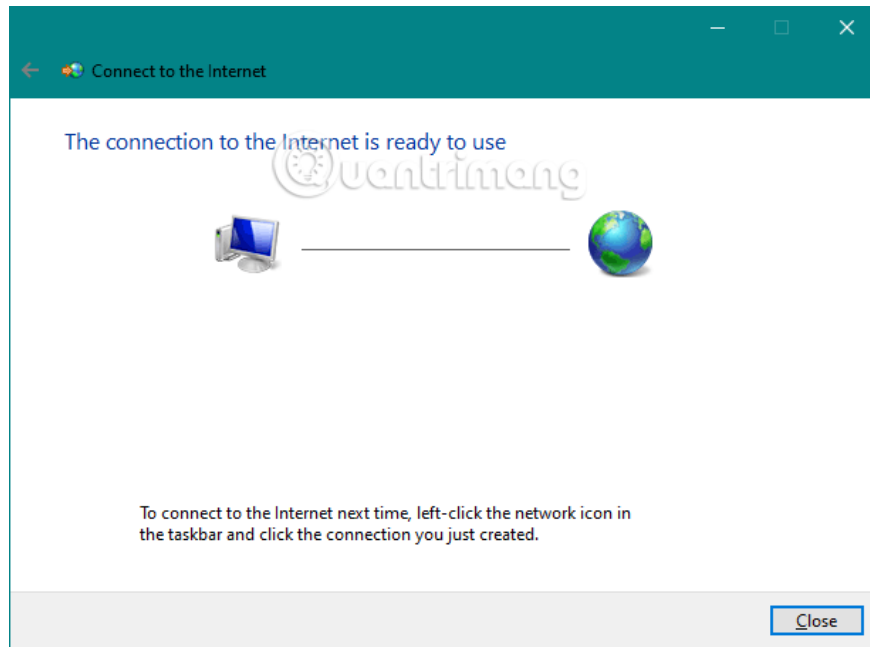 Connect to the Internet
The connection to the Internet is ready to use
Quantrimang
To connect to the Internet next time, left-click the network icon in
the taskbar and click the connection you just created.
Close